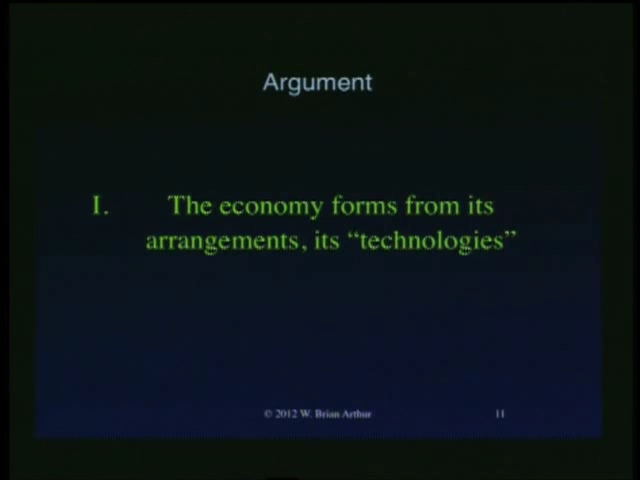 Argument
I. The economy forms from its
arrangements, its “technologies”
© 2012 W. Brian Arthur
11